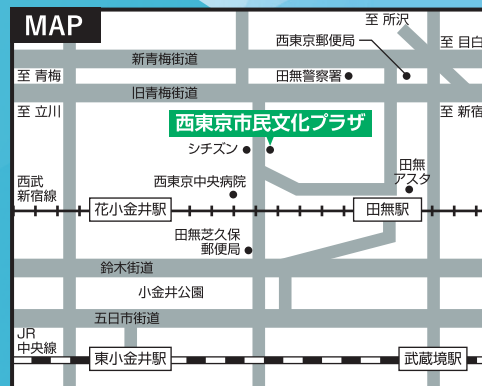 MAP
至 所沢
西東京郵便局
至 目白
新青梅街道
至 青梅
田無警察署
旧青梅街道
至 立川
至 新宿
西東京市民文化プラザ
シチズン
田無
アスタ
西東京中央病院
西武
新宿線
花小金井駅
田無駅
田無芝久保
郵便局
鈴木街道
小金井公園
五日市街道
JR
中央線
東小金井駅
武蔵境駅